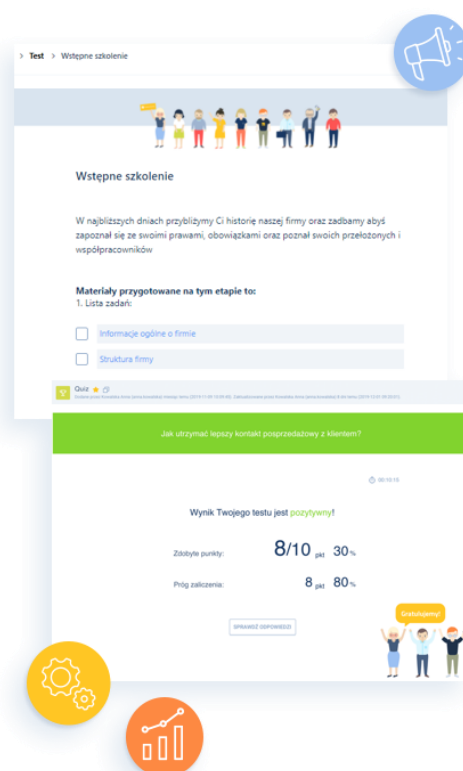 > Test > Wstępne szkolenie
Wstępne szkolenie
W najbliższych dniach przybliżymy Ci historię naszej firmy oraz zadbamy abyś
zapoznał się ze swoimi prawami, obowiązkami oraz poznał swoich przełożonych i
współpracowników
Materiały przygotowane na tym etapie to:
1. Lista zadań:
Informacje ogólne o firmie
Struktura firmy
Quiz
Jak utrzymać lepszy kontakt posprzedażowy z klientem?
Wynik Twojego testu jest pozytywny!
Zdobyte punkty: 8/10 pkt 30 %
Próg zaliczenia: 8 pkt 80 %
SPRAWDŹ ODPOWIEDZI
Gratulujemy!